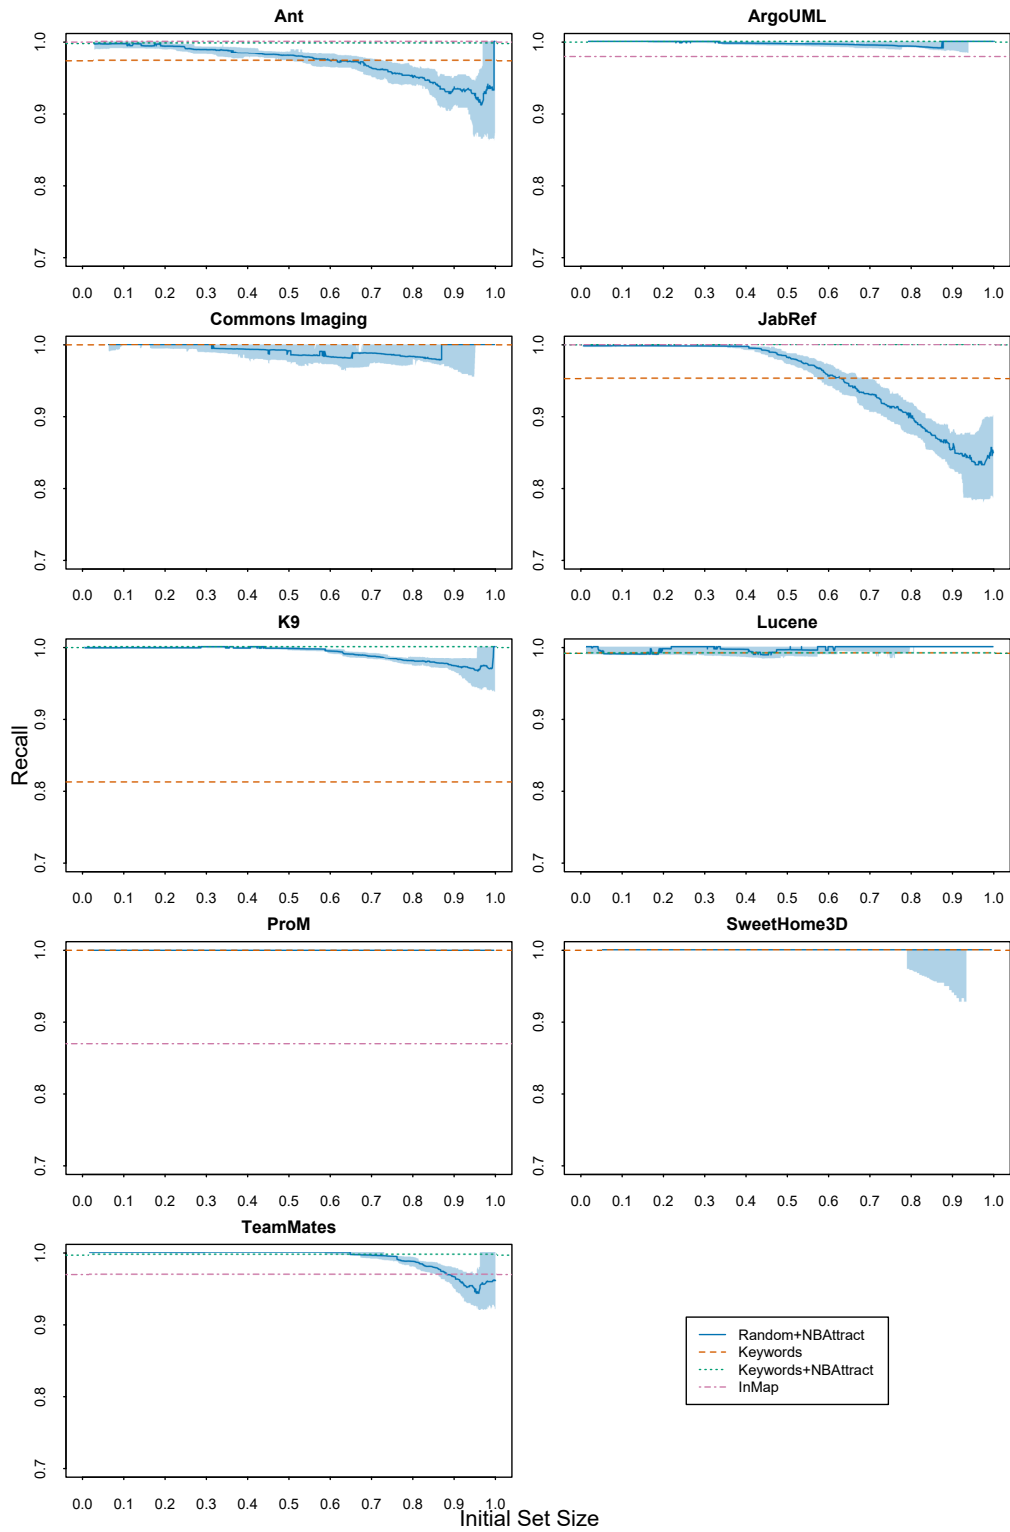 Ant
1.0
0.9
0.8
0.7
0.0 0.1 0.2 0.3 0.4 0.5 0.6 0.7 0.8 0.9 1.0
ArgoUML
1.0
0.9
0.8
0.7
0.0 0.1 0.2 0.3 0.4 0.5 0.6 0.7 0.8 0.9 1.0
Commons Imaging
1.0
0.9
0.8
0.7
0.0 0.1 0.2 0.3 0.4 0.5 0.6 0.7 0.8 0.9 1.0
JabRef
1.0
0.9
0.8
0.7
0.0 0.1 0.2 0.3 0.4 0.5 0.6 0.7 0.8 0.9 1.0
K9
1.0
0.9
0.8
0.7
0.0 0.1 0.2 0.3 0.4 0.5 0.6 0.7 0.8 0.9 1.0
Lucene
1.0
0.9
0.8
0.7
0.0 0.1 0.2 0.3 0.4 0.5 0.6 0.7 0.8 0.9 1.0
Recall
ProM
1.0
0.9
0.8
0.7
0.0 0.1 0.2 0.3 0.4 0.5 0.6 0.7 0.8 0.9 1.0
SweetHome3D
1.0
0.9
0.8
0.7
0.0 0.1 0.2 0.3 0.4 0.5 0.6 0.7 0.8 0.9 1.0
TeamMates
1.0
0.9
0.8
0.7
0.0 0.1 0.2 0.3 0.4 0.5 0.6 0.7 0.8 0.9 1.0
Random+NBAttract
Keywords
Keywords+NBAttract
InMap
Initial Set Size